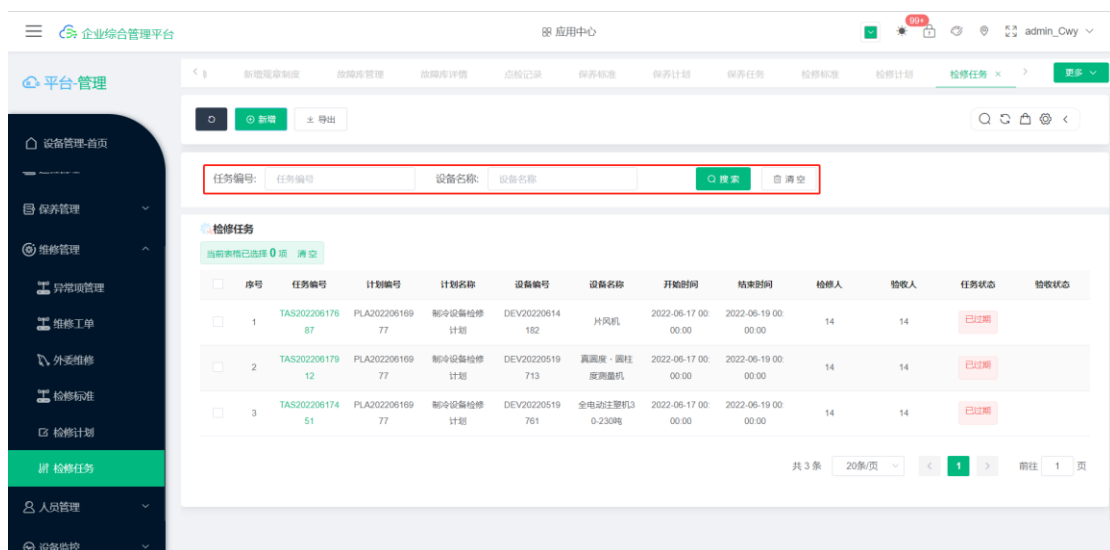 企业综合管理平台
88 应用中心
99+
admin_Cwy
平台-管理
新增规章制度 故障库管理 故障库详情 点检记录 保养标准 保养计划 保养任务 检修标准 检修计划 检修任务 × 更多
新增 导出
设备管理-首页
任务编号: 任务编号 设备名称: 设备名称 搜索 清空
保养管理
检修任务
维修管理
当前表格已选择 0 项 清空
序号 任务编号 计划编号 计划名称 设备编号 设备名称 开始时间 结束时间 检修人 验收人 任务状态 验收状态
异常项管理
1 TAS20220617687 PLA20220616977 制冷设备检修计划 DEV20220614182 片风机 2022-06-17 00:00:00 2022-06-19 00:00:00 14 14 已过期
维修工单
外委维修
2 TAS20220617912 PLA20220616977 制冷设备检修计划 DEV20220519713 真圆度·圆柱度测量机 2022-06-17 00:00:00 2022-06-19 00:00:00 14 14 已过期
检修标准
3 TAS20220617451 PLA20220616977 制冷设备检修计划 DEV20220519761 全电动注塑机30-230吨 2022-06-17 00:00:00 2022-06-19 00:00:00 14 14 已过期
检修计划
检修任务
共 3 条 20条/页 1 前往 1 页
人员管理
设备监控